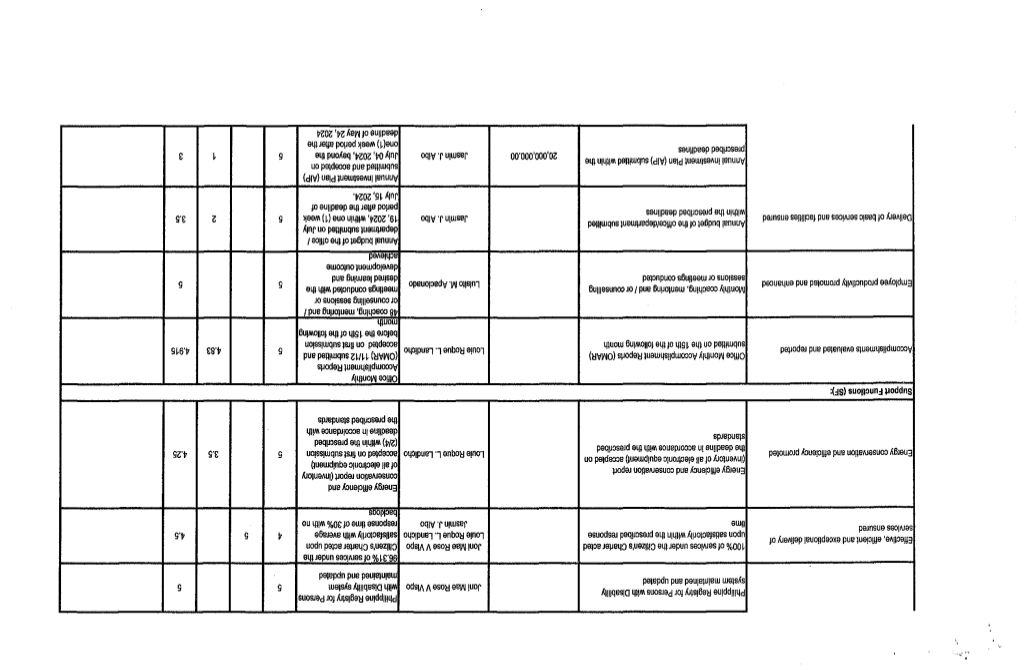 Philippine Registry for Persons with Disability
system maintained and updated
Joni Mae Rose V Vispo
Philippine Registry for Persons
with Disability system
maintained and updated
5
5
Effective, efficient and exceptional delivery of
services ensured
100% of services under the Citizen's Charter acted
upon satisfactorily within the prescribed response
time
Joni Mae Rose V Vispo
Louie Roque L. Landicho
Jasmin J. Albo
96.31% of services under the
Citizen's Charter acted upon
satisfactorily with average
response time of 30% with no
backlogs
4
5
4.5
Energy conservation and efficiency promoted
Energy efficiency and conservation report
(inventory of all electronic equipment) accepted on
the deadline in accordance with the prescribed
standards
Louie Roque L. Landicho
Energy efficiency and
conservation report (inventory
of all electronic equipment)
accepted on first submission
(2/4) within the prescribed
deadline in accordance with
the prescribed standards
5
3.5
4.25
Support Functions (SF):
Accomplishments evaluated and reported
Office Monthly Accomplishment Reports (OMAR)
submitted on the 15th of the following month
Louie Roque L. Landicho
Office Monthly
Accomplishment Reports
(OMAR) 11/12 submitted and
accepted on first submission
before the 15th of the following
month
5
4.83
4.915
Employee productivity promoted and enhanced
Monthly coaching, mentoring and / or counselling
sessions or meetings conducted
Luisito M. Apacionado
48 coaching, mentoring and /
or counselling sessions or
meetings conducted with the
desired learning and
development outcome
achieved
5
5
Delivery of basic services and facilities ensured
Annual budget of the office/department submitted
within the prescribed deadlines
Jasmin J. Albo
Annual budget of the office /
department submitted on July
19, 2024, within one (1) week
period after the deadline of
July 15, 2024.
5
2
3.5
Annual Investment Plan (AIP) submitted within the
prescribed deadlines
20,000,000.00
Jasmin J. Albo
Annual Investment Plan (AIP)
submitted and accepted on
July 04, 2024, beyond the
one(1) week period after the
deadline of May 24, 2024
5
1
3